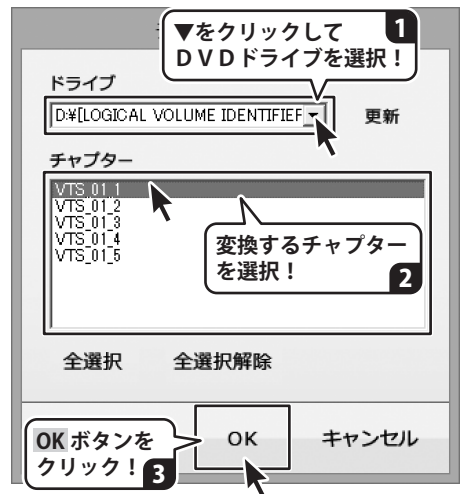 ▼をクリックして
DVDドライブを選択！
1
ドライブ
D:¥[LOGICAL VOLUME IDENTIFIEF
更新
チャプター
VTS_01_1
VTS_01_2
VTS_01_3
VTS_01_4
VTS_01_5
変換するチャプター
を選択！
2
全選択 全選択解除
OKボタンを
クリック！
3
OK
キャンセル